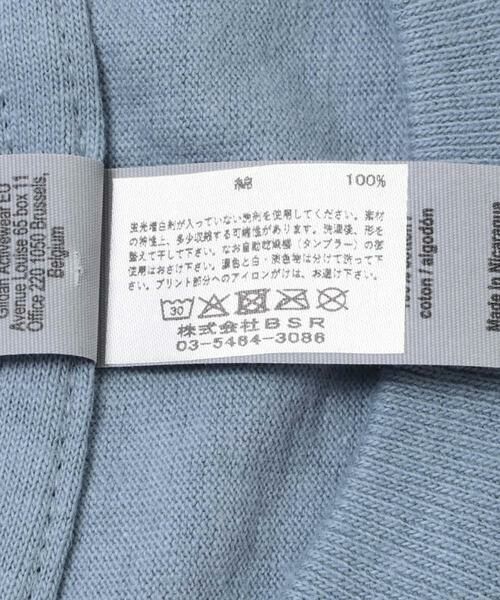 Gildan Activewear EU
Avenue Louise 65 box 11
Office 220 1050 Brussels,
Belgium
綿 100%
蛍光増白剤が入っていない洗剤を使用してください。素材
の特性上、多少収縮する可能性があります。洗濯後、形を
整えて干して下さい。なお自動乾燥機（タンブラー）の御
使用はおさけ下さい。濃色と白・淡色物は分けて洗って下
さい。プリント部分へのアイロンがけは、お避け下さい。
30
株式会社BSR
03-5464-3086
coton / algodón
Made in Nicaragua